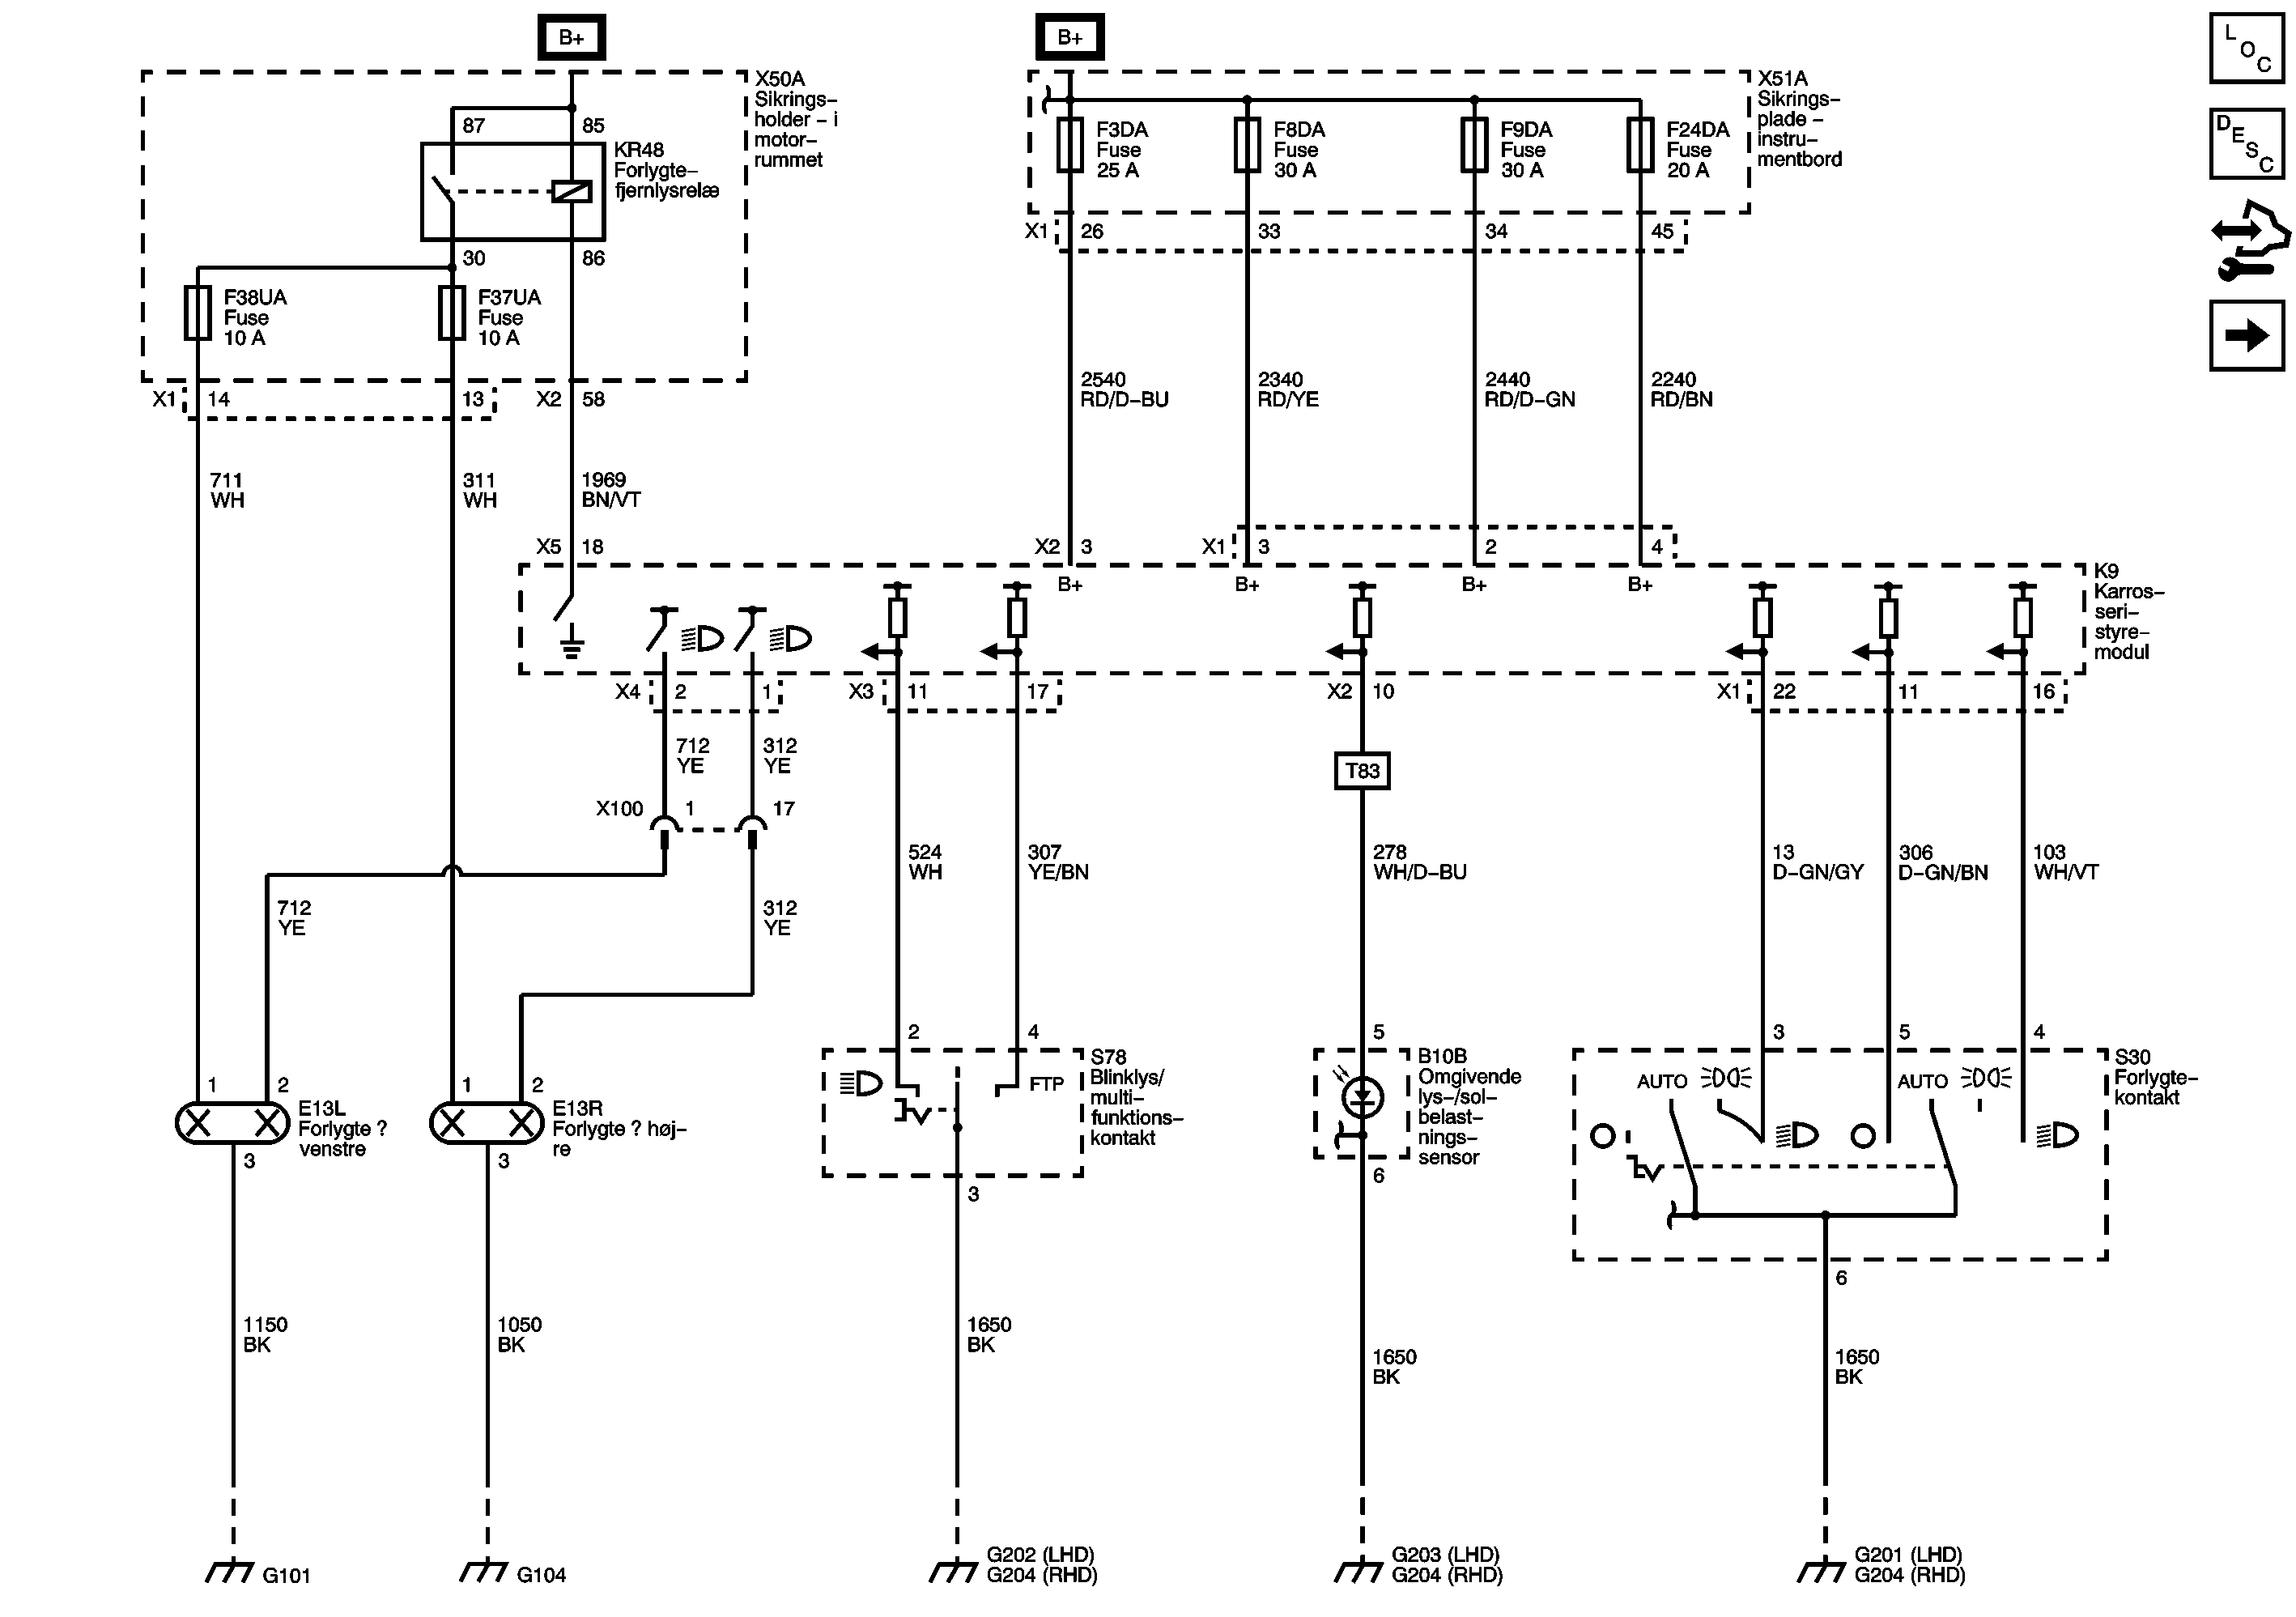 B+
B+
L
O
C
D
E
S
C
X50A
Sikrings–
holder – i
motor–
rummet
87
85
KR48
Forlygte–
fjernlysrelæ
30
86
F38UA
Fuse
10 A
F37UA
Fuse
10 A
X1
14
13
X2
58
711
WH
311
WH
1969
BN/VT
X5
18
X51A
Sikrings–
plade –
instru–
mentbord
F3DA
Fuse
25 A
F8DA
Fuse
30 A
F9DA
Fuse
30 A
F24DA
Fuse
20 A
X1
26
33
34
45
2540
RD/D–BU
2340
RD/YE
2440
RD/D–GN
2240
RD/BN
X2
3
X1
3
2
4
B+
B+
B+
B+
K9
Karros–
seri–
styre–
modul
X4
2
1
X3
11
17
X2
10
X1
22
11
16
712
YE
312
YE
T83
X100
1
17
524
WH
307
YE/BN
278
WH/D–BU
13
D–GN/GY
306
D–GN/BN
103
WH/VT
712
YE
312
YE
2
4
5
3
5
4
1
2
1
2
E13L
Forlygte ?
venstre
E13R
Forlygte ? høj–
re
FTP
S78
Blinklys/
multi–
funktions–
kontakt
B10B
Omgivende
lys–/sol–
belast–
nings–
sensor
AUTO
AUTO
S30
Forlygte–
kontakt
3
3
3
6
6
1150
BK
1050
BK
1650
BK
1650
BK
1650
BK
G101
G104
G202 (LHD)
G204 (RHD)
G203 (LHD)
G204 (RHD)
G201 (LHD)
G204 (RHD)